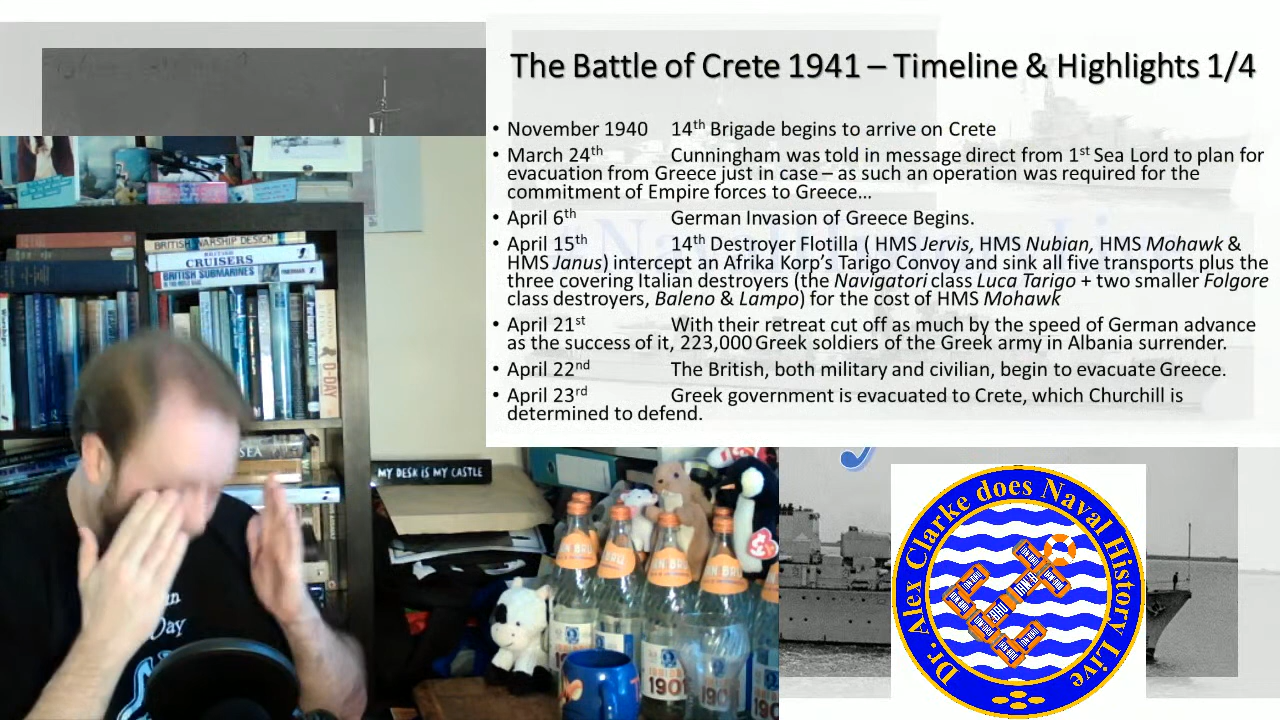 The Battle of Crete 1941 – Timeline & Highlights 1/4
• November 1940 14th Brigade begins to arrive on Crete
• March 24th Cunningham was told in message direct from 1st Sea Lord to plan for
evacuation from Greece just in case – as such an operation was required for the
commitment of Empire forces to Greece…
• April 6th German Invasion of Greece Begins.
• April 15th 14th Destroyer Flotilla ( HMS Jervis, HMS Nubian, HMS Mohawk &
HMS Janus) intercept an Afrika Korp's Tarigo Convoy and sink all five transports plus the
three covering Italian destroyers (the Navigatori class Luca Tarigo + two smaller Folgore
class destroyers, Baleno & Lampo) for the cost of HMS Mohawk
• April 21st With their retreat cut off as much by the speed of German advance
as the success of it, 223,000 Greek soldiers of the Greek army in Albania surrender.
• April 22nd The British, both military and civilian, begin to evacuate Greece.
• April 23rd Greek government is evacuated to Crete, which Churchill is
determined to defend.
BRITISH WARSHIP DESIGN
BRITISH
CRUISERS
BRITISH SUBMARINES
D-DAY
SEA
MY DESK IS MY CASTLE
Day
BRU
1901
Dr. Alex Clarke does Naval History Live